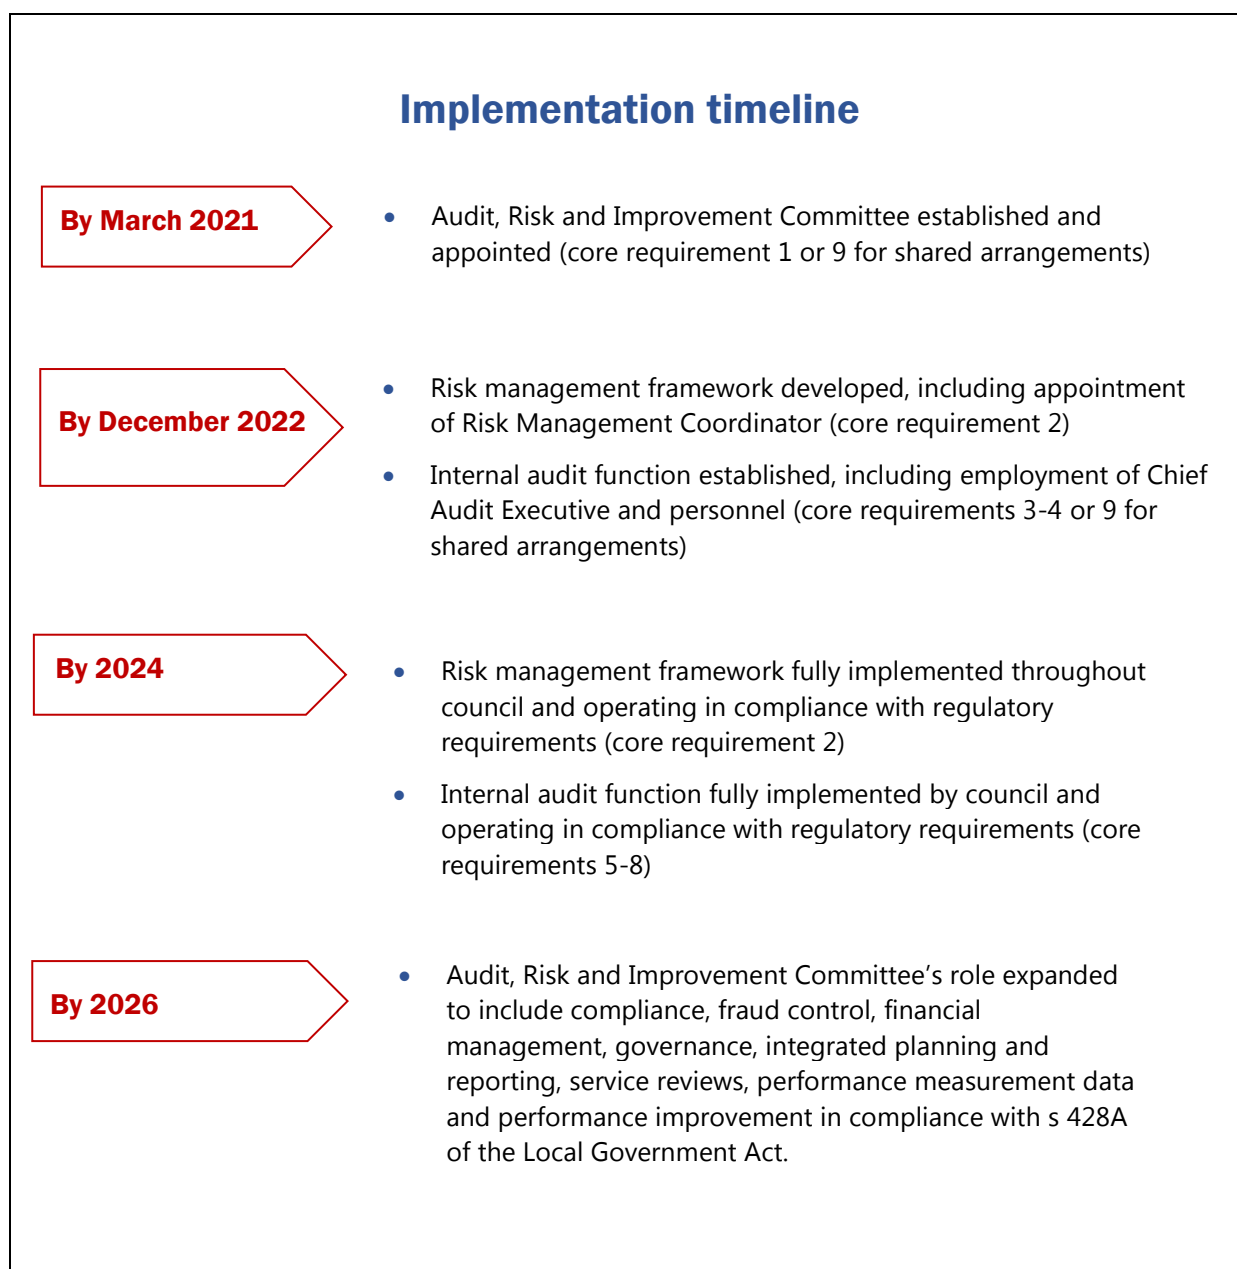 Implementation timeline
By March 2021
• Audit, Risk and Improvement Committee established and
appointed (core requirement 1 or 9 for shared arrangements)
By December 2022
• Risk management framework developed, including appointment
of Risk Management Coordinator (core requirement 2)
• Internal audit function established, including employment of Chief
Audit Executive and personnel (core requirements 3-4 or 9 for
shared arrangements)
By 2024
• Risk management framework fully implemented throughout
council and operating in compliance with regulatory
requirements (core requirement 2)
• Internal audit function fully implemented by council and
operating in compliance with regulatory requirements (core
requirements 5-8)
By 2026
• Audit, Risk and Improvement Committee’s role expanded
to include compliance, fraud control, financial
management, governance, integrated planning and
reporting, service reviews, performance measurement data
and performance improvement in compliance with s 428A
of the Local Government Act.